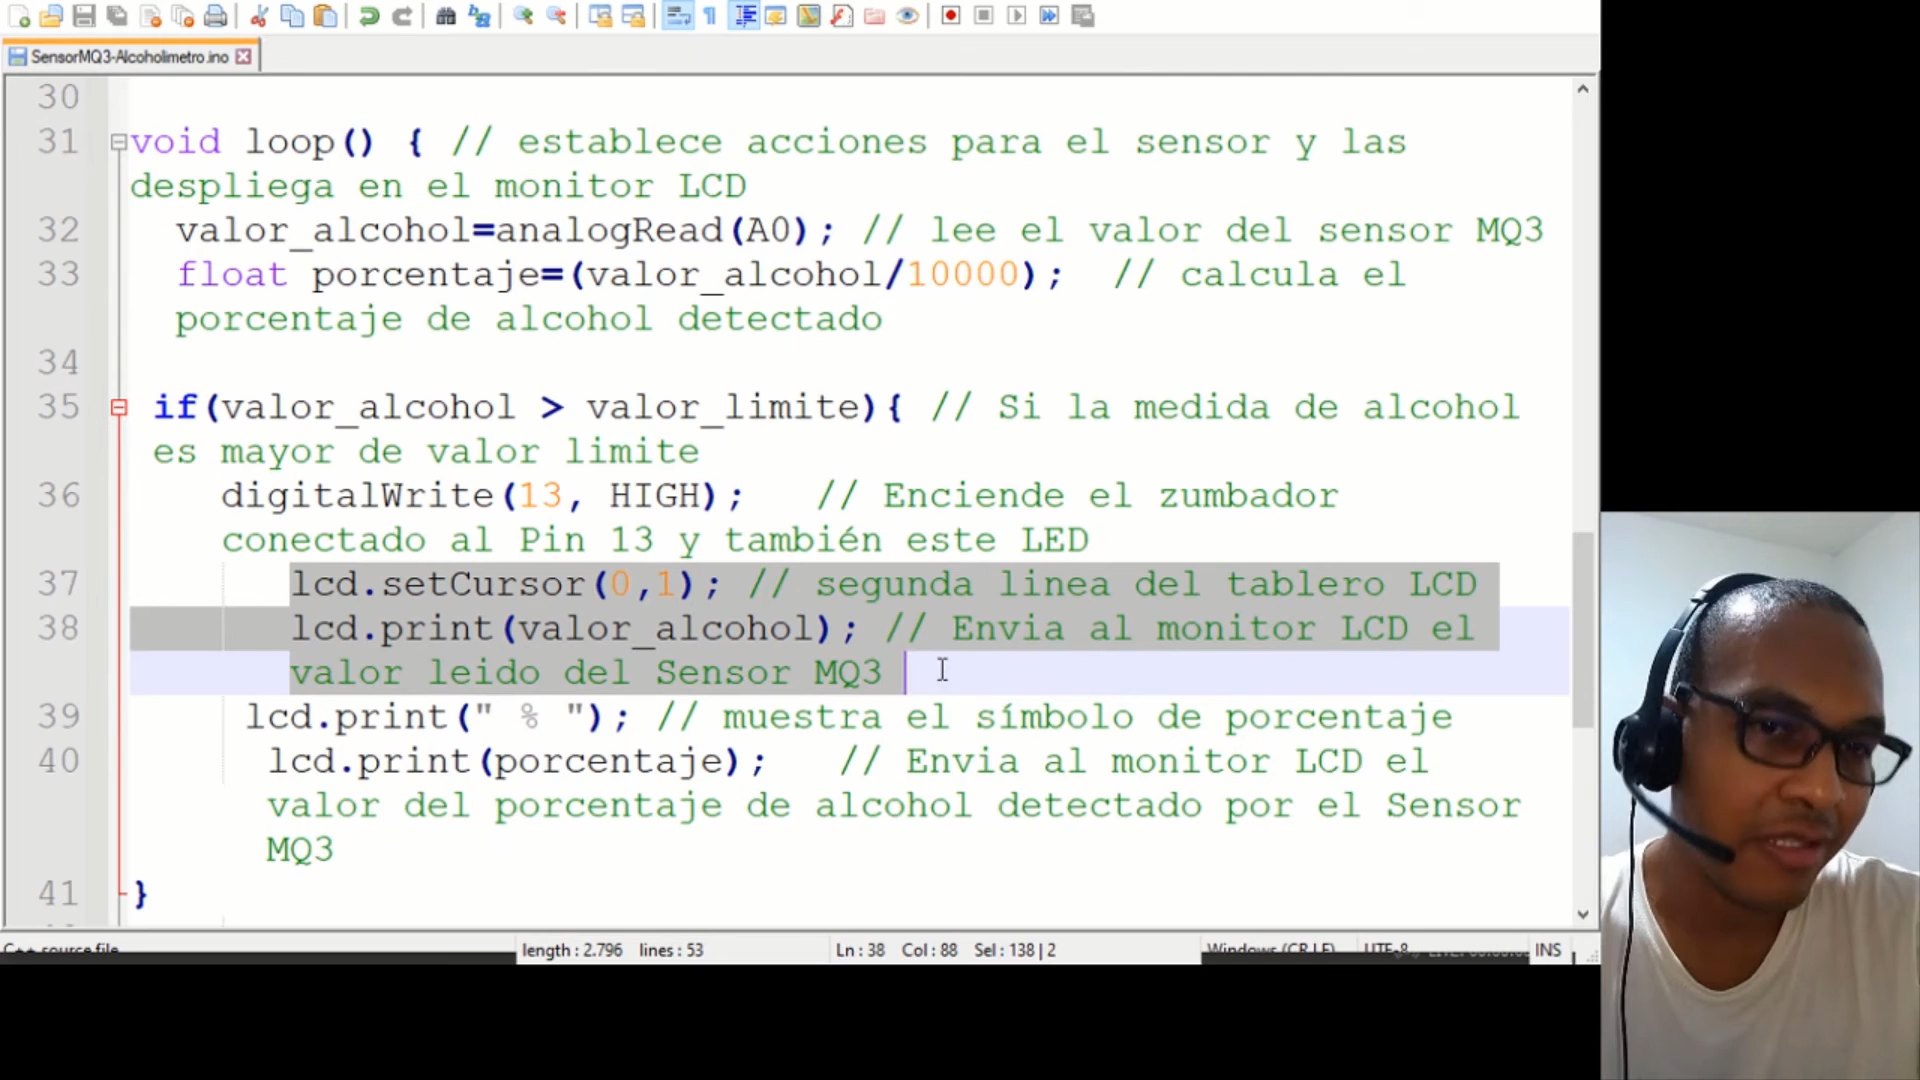 SensorMQ3-Alcoholimetro.ino
30
31 void loop() { // establece acciones para el sensor y las
despliega en el monitor LCD
32 valor_alcohol=analogRead(A0); // lee el valor del sensor MQ3
33 float porcentaje=(valor_alcohol/10000); // calcula el
porcentaje de alcohol detectado
34
35 if(valor_alcohol > valor_limite){ // Si la medida de alcohol
es mayor de valor limite
36 digitalWrite(13, HIGH); // Enciende el zumbador
conectado al Pin 13 y también este LED
37 lcd.setCursor(0,1); // segunda linea del tablero LCD
38 lcd.print(valor_alcohol); // Envia al monitor LCD el
valor leido del Sensor MQ3
39 lcd.print(" % "); // muestra el símbolo de porcentaje
40 lcd.print(porcentaje); // Envia al monitor LCD el
valor del porcentaje de alcohol detectado por el Sensor
MQ3
41 }
C++ source file length : 2.796 lines : 53 Ln : 38 Col : 88 Sel : 138 | 2 Windows (CR LF) UTF-8 INS